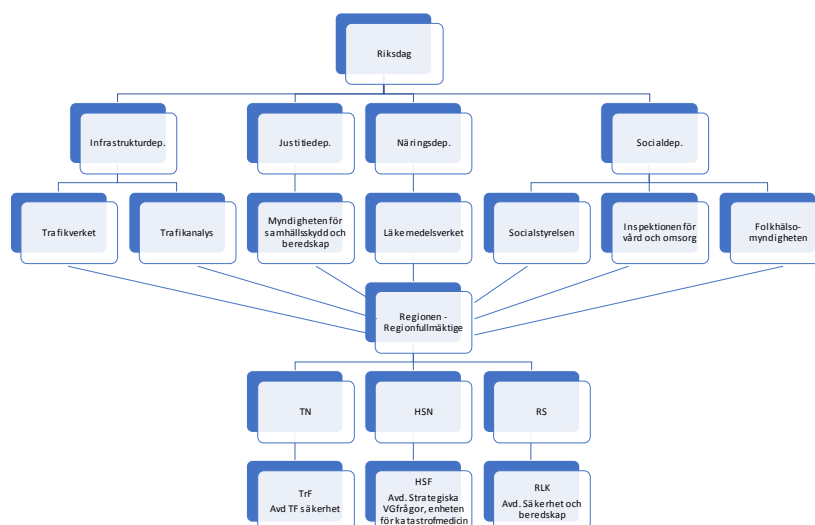 Riksdag
Infrastrukturdep.
Justitiedep.
Näringsdep.
Socialdep.
Trafikverket
Trafikanalys
Myndigheten för
samhällsskydd och
beredskap
Läkemedelsverket
Socialstyrelsen
Inspektionen för
vård och omsorg
Folkhälso-
myndigheten
Regionen -
Regionfullmäktige
TN
HSN
RS
TrF
Avd TF säkerhet
HSF
Avd. Strategiska
VGfrågor, enheten
för katastrofmedicin
RLK
Avd. Säkerhet och
beredskap